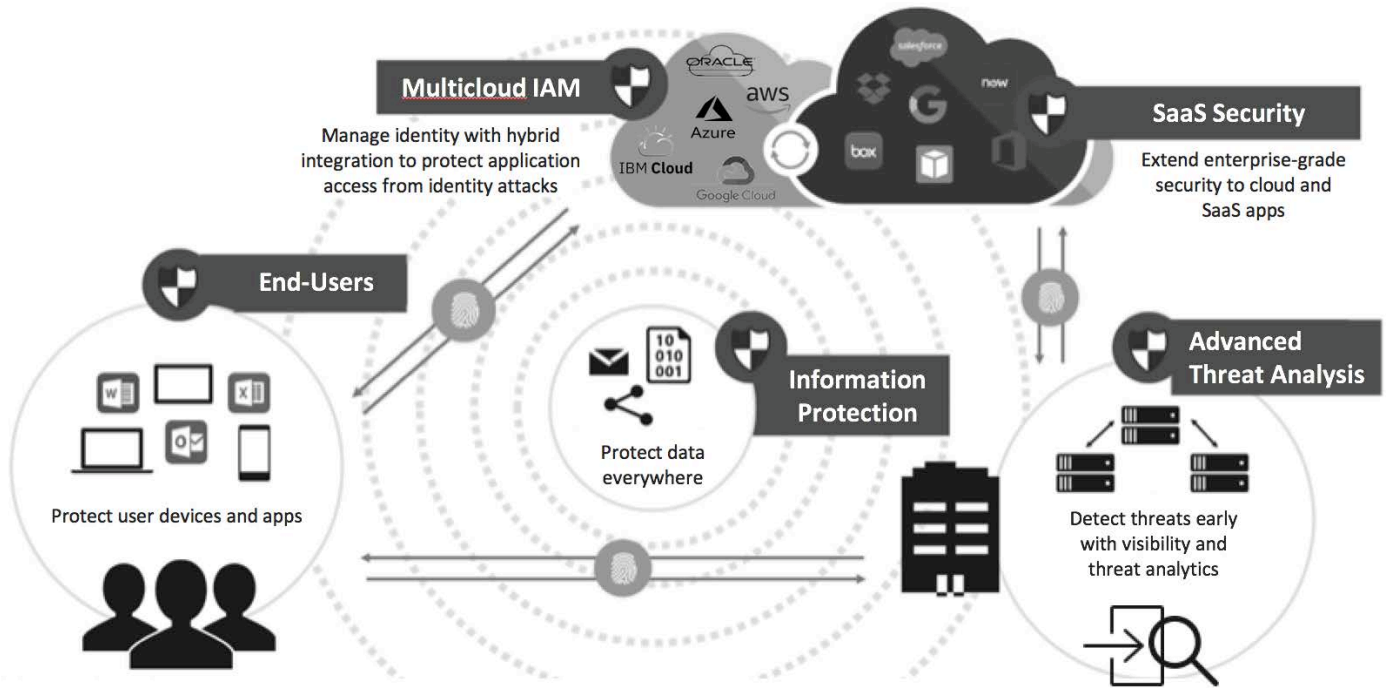 Multicloud IAM
Manage identity with hybrid
integration to protect application
access from identity attacks
ORACLE
aws
Azure
IBM Cloud
Google Cloud
salesforce
now
G
box
SaaS Security
Extend enterprise-grade
security to cloud and
SaaS apps
End-Users
W
X
O
Protect user devices and apps
10
010
001
Information
Protection
Protect data
everywhere
Advanced
Threat Analysis
Detect threats early
with visibility and
threat analytics